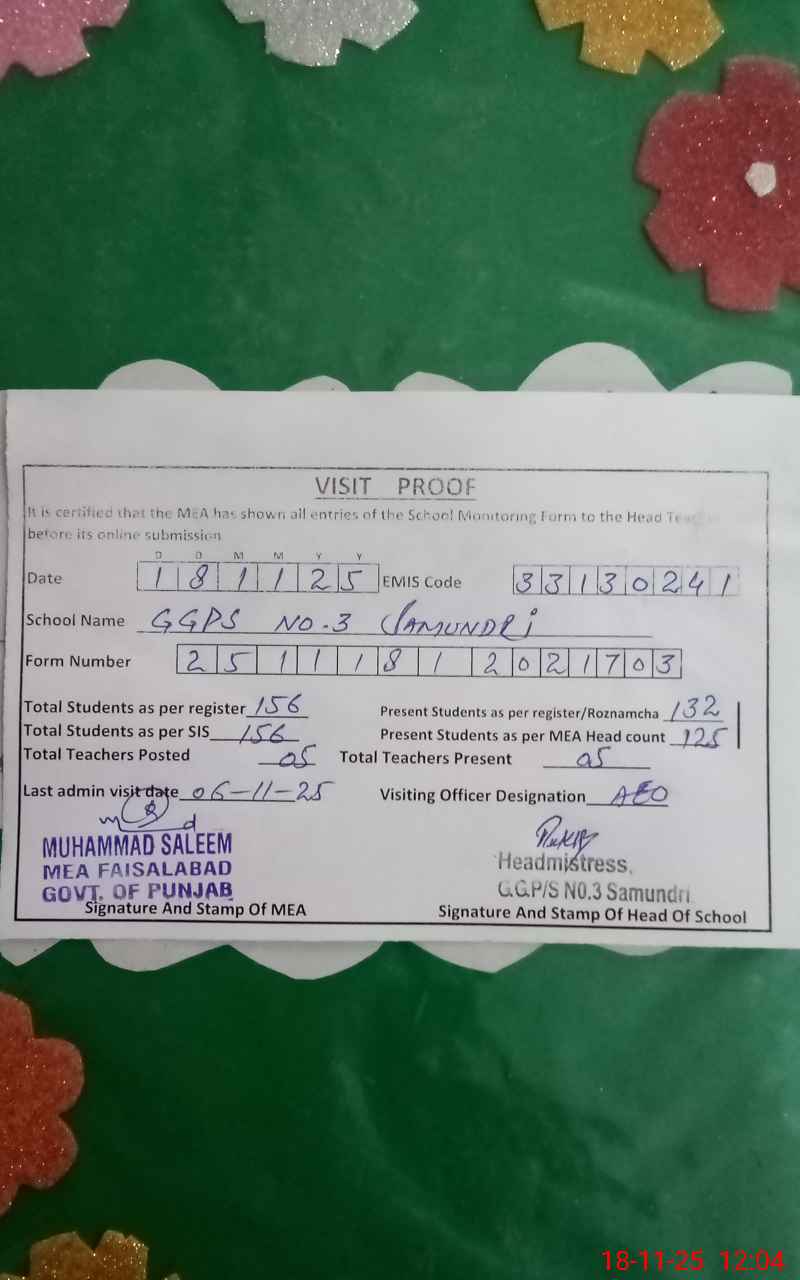 VISIT PROOF
It is certified that the MEA has shown all entries of the School Monitoring Form to the Head
before its online submission
D D M M Y Y
Date 1 8 1 1 2 5 EMIS Code 3 3 1 3 0 2 4 1
School Name GGPS NO.3 SAMUNDRI
Form Number 2 5 1 1 1 8 1 2 0 2 1 7 0 3
Total Students as per register 156 Present Students as per register/Roznamcha 132
Total Students as per SIS 156 Present Students as per MEA Head count 125
Total Teachers Posted 05 Total Teachers Present 05
Last admin visit date 06-11-25 Visiting Officer Designation AEO
MUHAMMAD SALEEM
MEA FAISALABAD
GOVT. OF PUNJAB
Signature And Stamp Of MEA
Headmistress,
G.G.P/S NO.3 Samundri
Signature And Stamp Of Head Of School
18-11-25 12:04